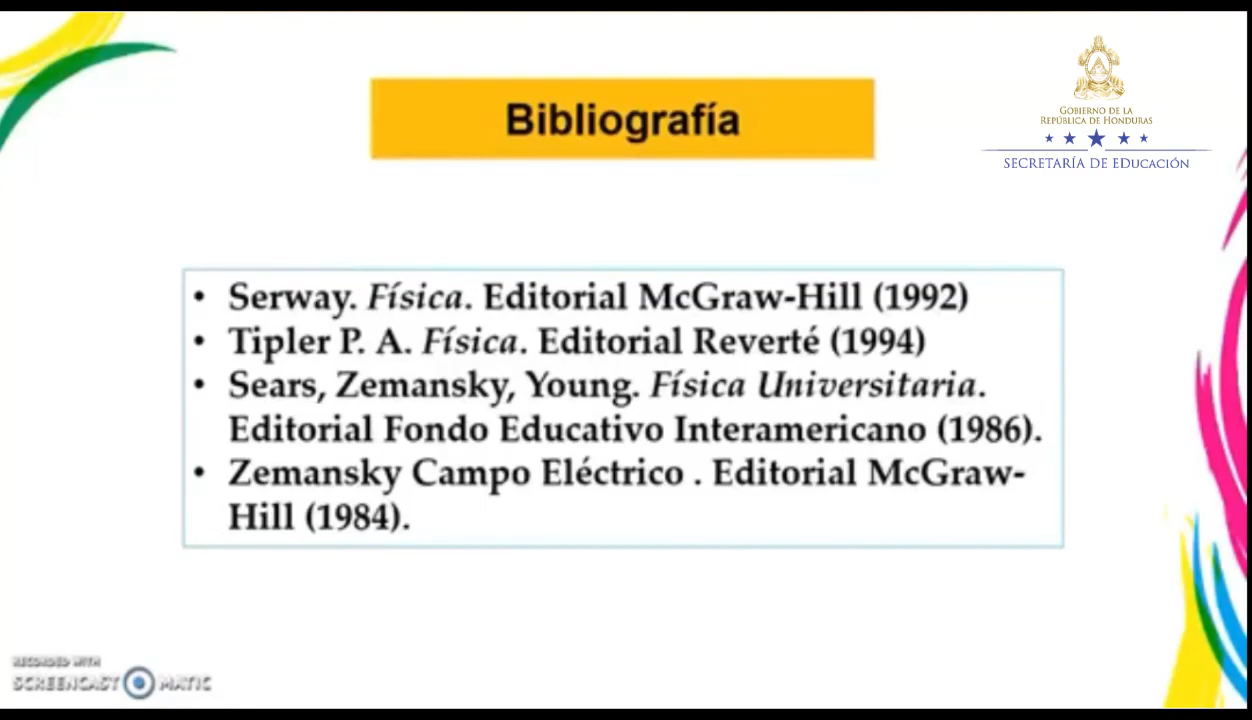 Bibliografía
GOBIERNO DE LA
REPÚBLICA DE HONDURAS
SECRETARÍA DE EDUCACIÓN
• Serway. Física. Editorial McGraw-Hill (1992)
• Tipler P. A. Física. Editorial Reverté (1994)
• Sears, Zemansky, Young. Física Universitaria.
Editorial Fondo Educativo Interamericano (1986).
• Zemansky Campo Eléctrico . Editorial McGraw-
Hill (1984).
RECORDED WITH
SCREENCAST MATIC